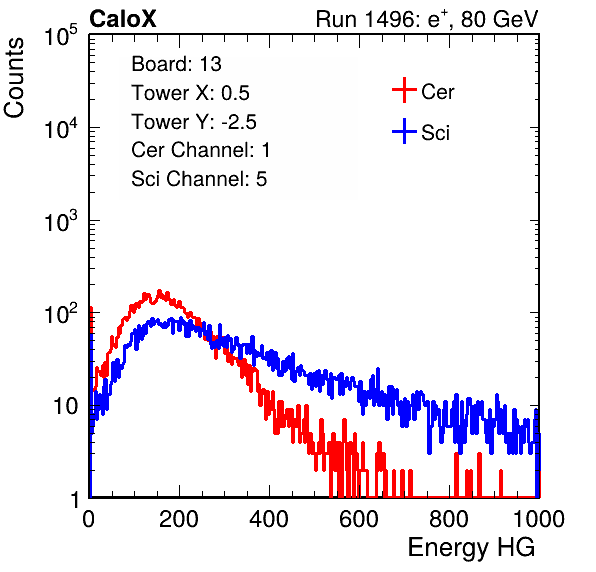 CaloX
Run 1496: e+, 80 GeV
Counts
Board: 13
Tower X: 0.5
Tower Y: -2.5
Cer Channel: 1
Sci Channel: 5
Cer
Sci
10^5
10^4
10^3
10^2
10
1
0 200 400 600 800 1000
Energy HG